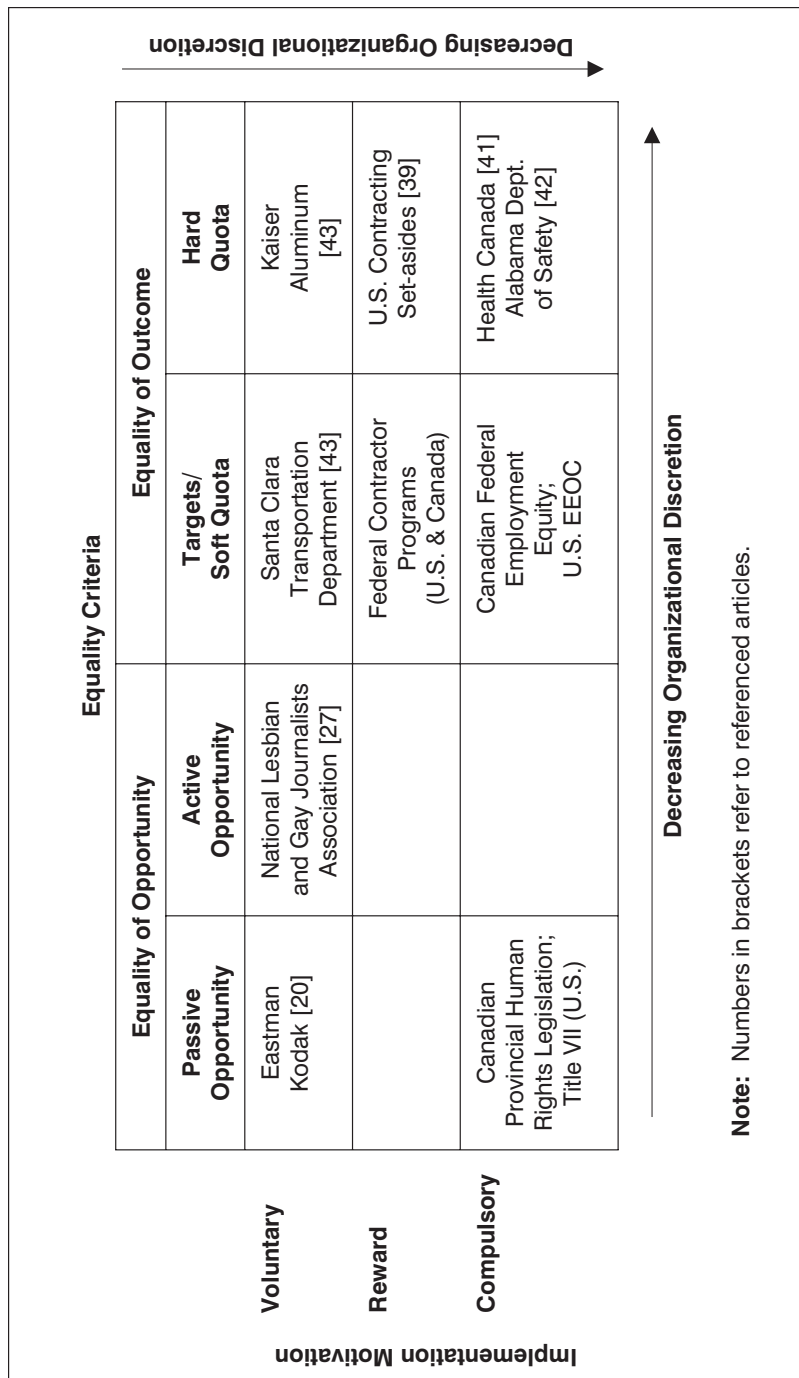 Equality Criteria
Equality of Opportunity
Equality of Outcome
Passive
Opportunity
Active
Opportunity
Targets/
Soft Quota
Hard
Quota
Implementation Motivation
Voluntary
Eastman
Kodak [20]
National Lesbian
and Gay Journalists
Association [27]
Santa Clara
Transportation
Department [43]
Kaiser
Aluminum
[43]
Reward
Federal Contractor
Programs
(U.S. & Canada)
U.S. Contracting
Set-asides [39]
Compulsory
Canadian
Provincial Human
Rights Legislation;
Title VII (U.S.)
Canadian Federal
Employment
Equity;
U.S. EEOC
Health Canada [41]
Alabama Dept.
of Safety [42]
Decreasing Organizational Discretion
Decreasing Organizational Discretion
Note: Numbers in brackets refer to referenced articles.